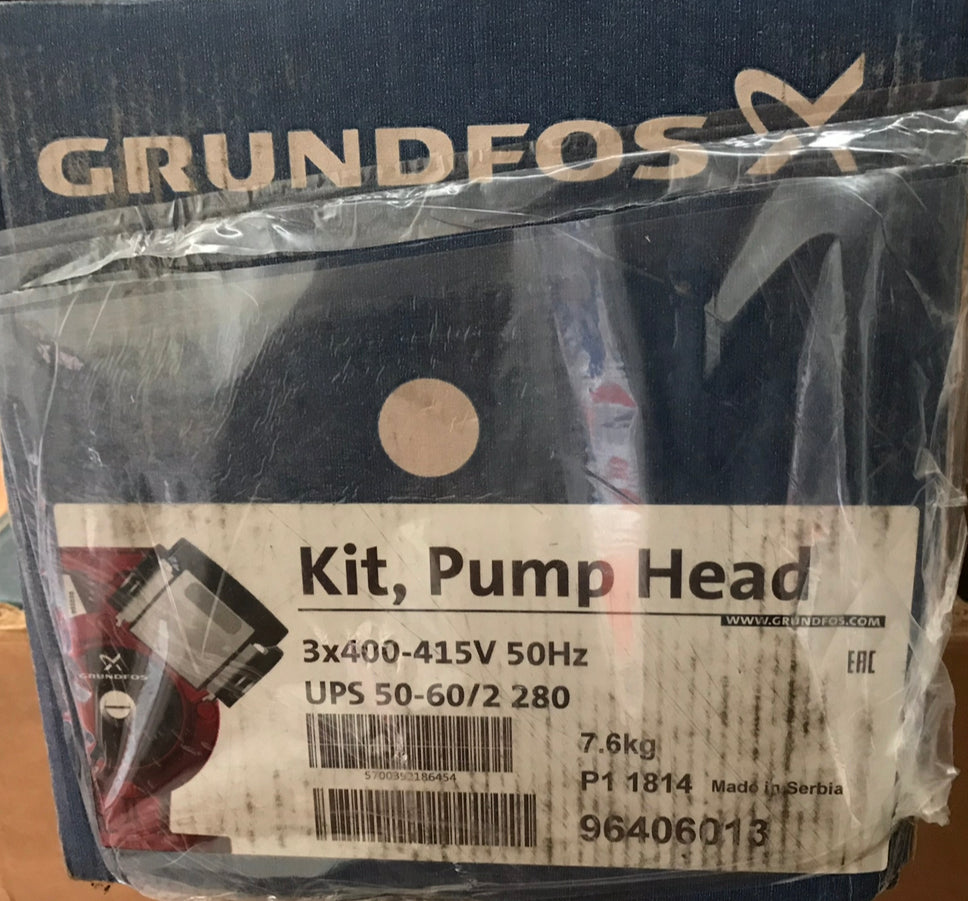 GRUNDFOS
Kit, Pump Head
WWW.GRUNDFOS.COM
3x400-415V 50Hz
EAC
UPS 50-60/2 280
GRUNDFOS
5700392186454
7.6kg
P1 1814 Made in Serbia
96406013